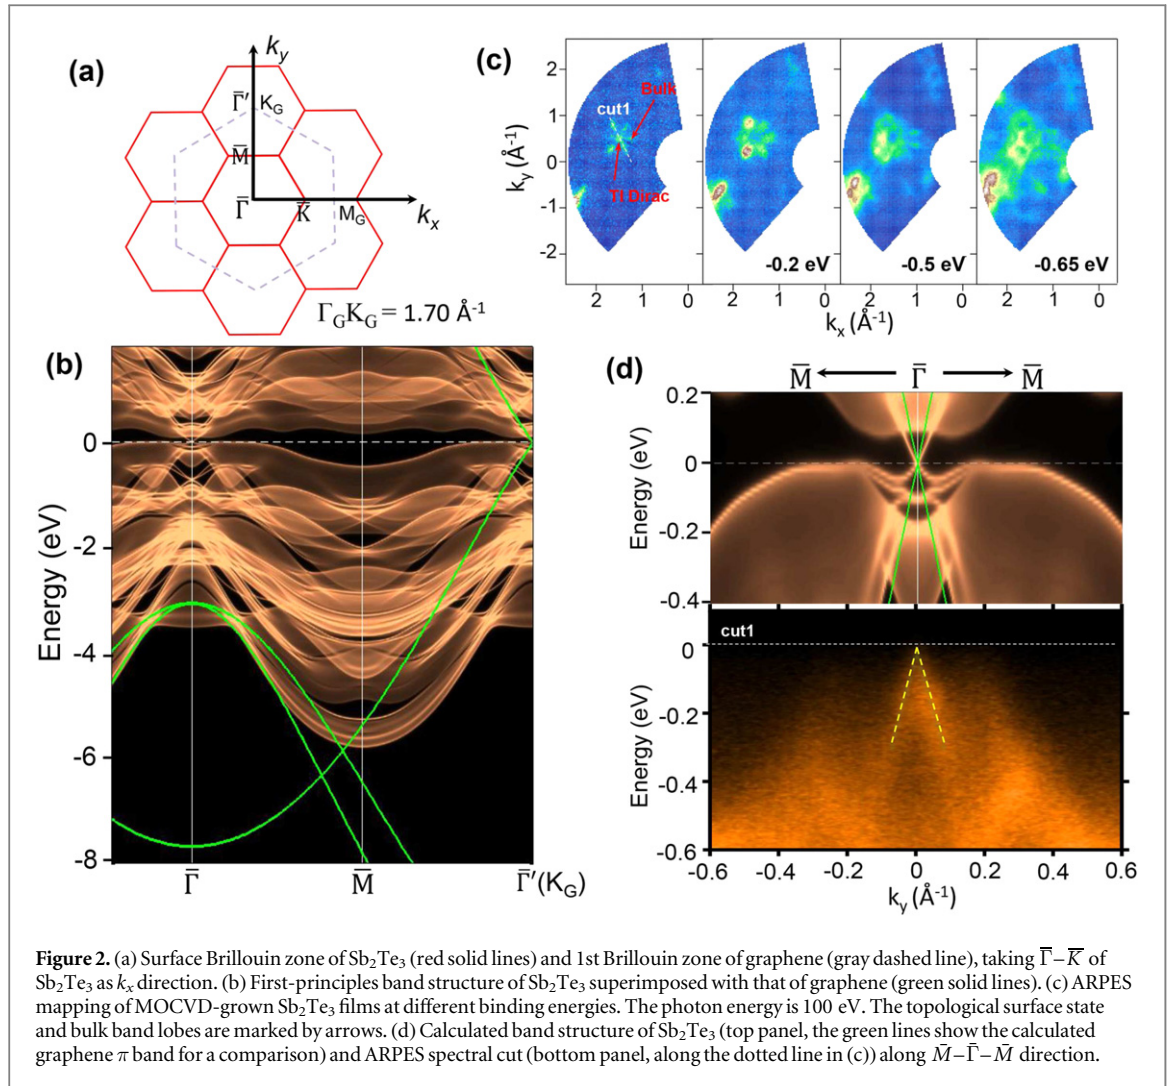 (a)
k_y
Γ̅′ K_G
M̅
Γ̅ K̅ M_G k_x
Γ_GK_G = 1.70 Å⁻¹
(b)
Energy (eV)
0
-2
-4
-6
-8
Γ̅ M̅ Γ̅′(K_G)
(c)
k_y (Å⁻¹)
2
1
0
-1
-2
cut1
Bulk
TI Dirac
-0.2 eV
-0.5 eV
-0.65 eV
2 1 0 2 1 0 2 1 0 2 1 0
k_x (Å⁻¹)
(d)
M̅ Γ̅ M̅
Energy (eV)
0.2
0
-0.2
-0.4
cut1
Energy (eV)
0
-0.2
-0.4
-0.6
-0.6 -0.4 -0.2 0 0.2 0.4 0.6
k_y (Å⁻¹)
Figure 2. (a) Surface Brillouin zone of Sb₂Te₃ (red solid lines) and 1st Brillouin zone of graphene (gray dashed line), taking Γ̅–K̅ of
Sb₂Te₃ as k_x direction. (b) First-principles band structure of Sb₂Te₃ superimposed with that of graphene (green solid lines). (c) ARPES
mapping of MOCVD-grown Sb₂Te₃ films at different binding energies. The photon energy is 100 eV. The topological surface state
and bulk band lobes are marked by arrows. (d) Calculated band structure of Sb₂Te₃ (top panel, the green lines show the calculated
graphene π band for a comparison) and ARPES spectral cut (bottom panel, along the dotted line in (c)) along M̅–Γ̅–M̅ direction.